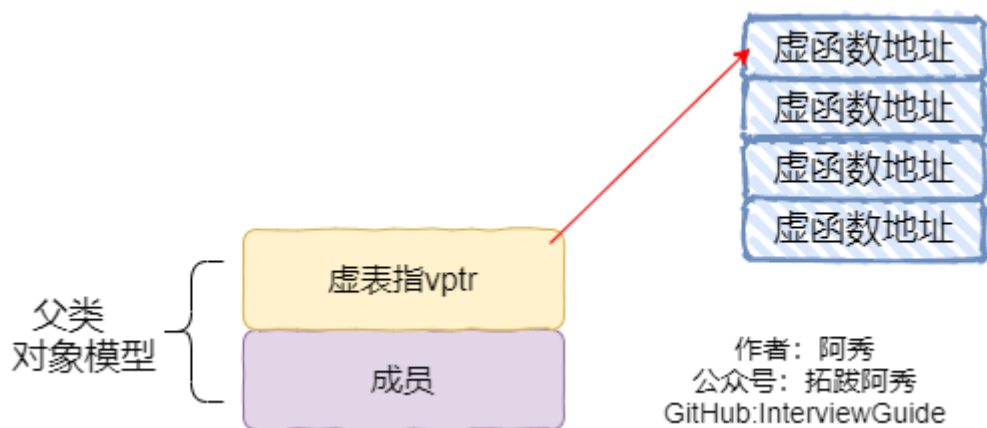 虚函数地址
虚函数地址
虚函数地址
虚函数地址
虚表指vptr
父类
对象模型
成员
作者：阿秀
公众号：拓跋阿秀
GitHub:InterviewGuide